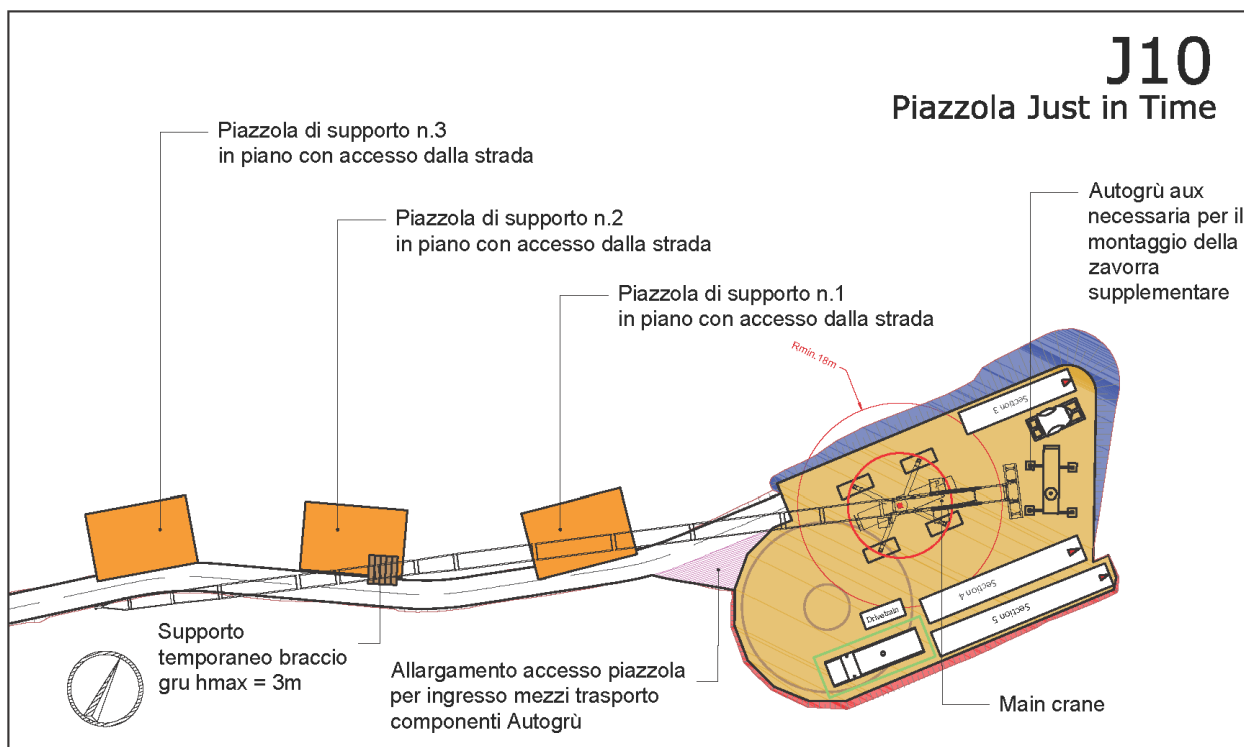 J10
Piazzola Just in Time
Piazzola di supporto n.3
in piano con accesso dalla strada
Piazzola di supporto n.2
in piano con accesso dalla strada
Piazzola di supporto n.1
in piano con accesso dalla strada
Autogrù aux
necessaria per il
montaggio della
zavorra
supplementare
Rmin.18m
Section 3
Section 4
Section 5
Drivetrain
Supporto
temporaneo braccio
gru hmax = 3m
Allargamento accesso piazzola
per ingresso mezzi trasporto
componenti Autogrù
Main crane